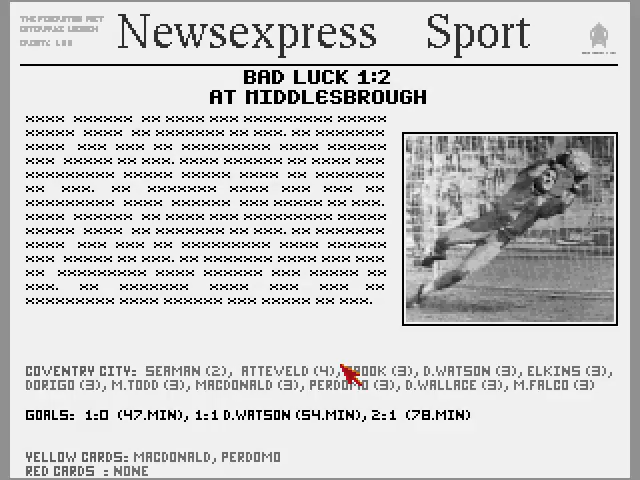 Newsexpress Sport
BAD LUCK 1:2
AT MIDDLESBROUGH
COVENTRY CITY: SEAMAN (2), ATTEVELD (4), ROOK (3), D.WATSON (3), ELKINS (3),
DORIGO (3), M.TODD (3), MACDONALD (3), PERDOMO (3), D.WALLACE (3), M.FALCO (3)
GOALS: 1:0 (47.MIN), 1:1 D.WATSON (54.MIN), 2:1 (78.MIN)
YELLOW CARDS: MACDONALD, PERDOMO
RED CARDS : NONE